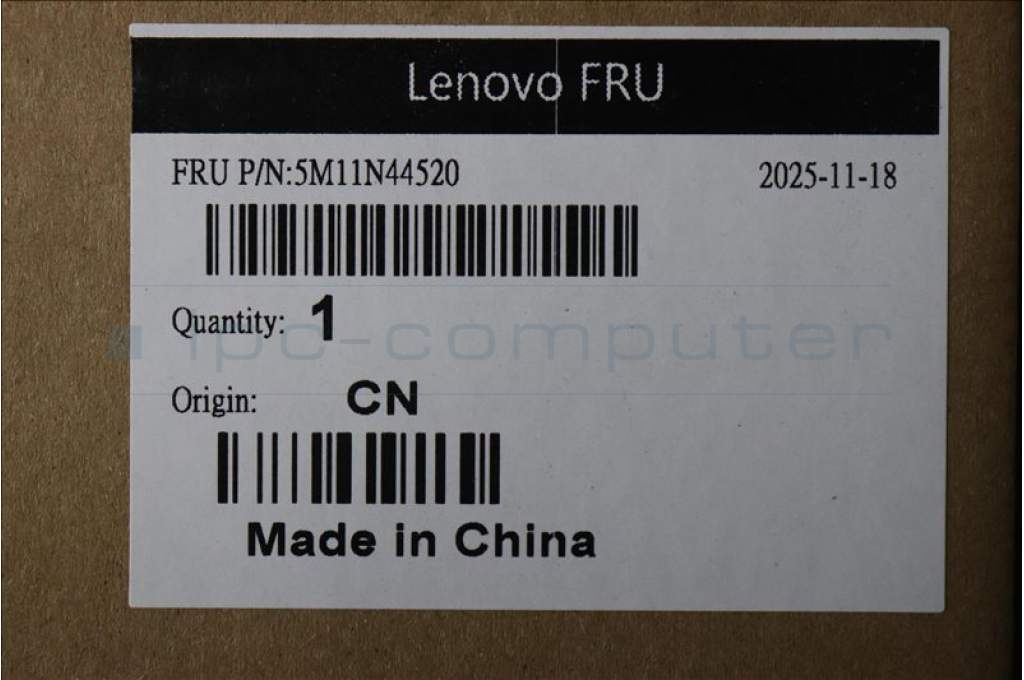 Lenovo FRU
FRU P/N:5M11N44520 2025-11-18
Quantity: 1
ipc-computer
Origin: CN
Made in China